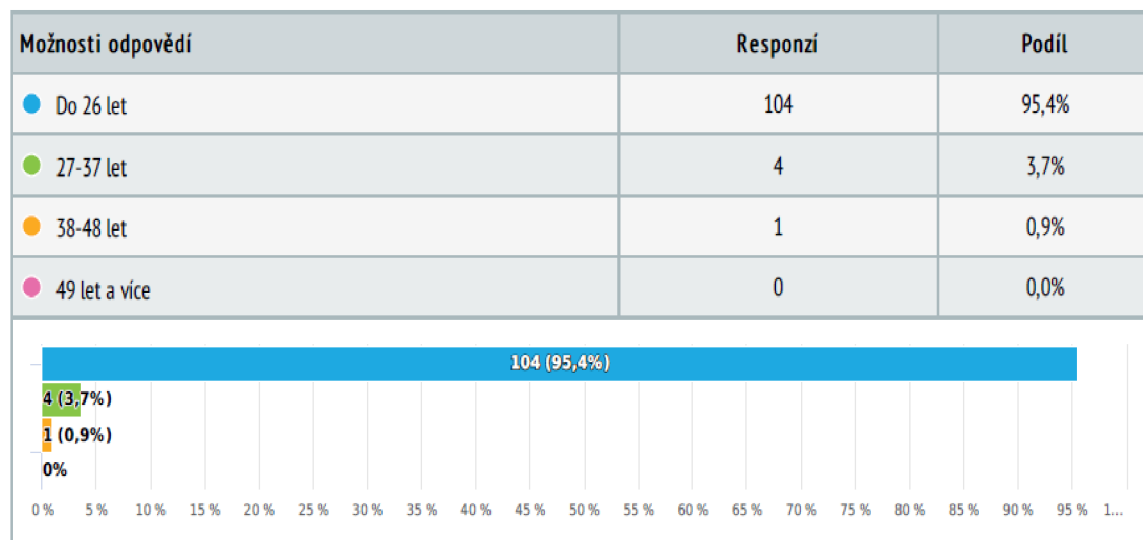 Možnosti odpovědí Responzí Podíl
Do 26 let 104 95,4%
27-37 let 4 3,7%
38-48 let 1 0,9%
49 let a více 0 0,0%
104 (95,4%)
4 (3,7%)
1 (0,9%)
0%
0 % 5 % 10 % 15 % 20 % 25 % 30 % 35 % 40 % 45 % 50 % 55 % 60 % 65 % 70 % 75 % 80 % 85 % 90 % 95 % 1...